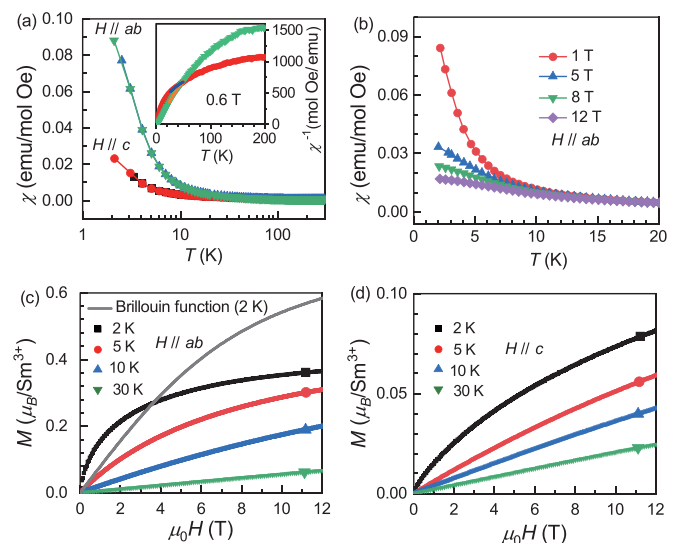 (a)
H // ab
H // c
χ (emu/mol Oe)
0.10
0.08
0.06
0.04
0.02
0.00
1
10
100
T (K)
0.6 T
χ⁻¹(mol Oe/emu)
1500
1000
500
0
0
100
200
T (K)
(b)
χ (emu/mol Oe)
0.09
0.06
0.03
0.00
1 T
5 T
8 T
12 T
H // ab
0
5
10
15
20
T (K)
(c)
Brillouin function (2 K)
2 K
5 K
10 K
30 K
H // ab
M (μB/Sm³⁺)
0.6
0.4
0.2
0.0
0
2
4
6
8
10
12
μ₀H (T)
(d)
2 K
5 K
10 K
30 K
H // c
M (μB/Sm³⁺)
0.10
0.05
0.00
0
2
4
6
8
10
12
μ₀H (T)